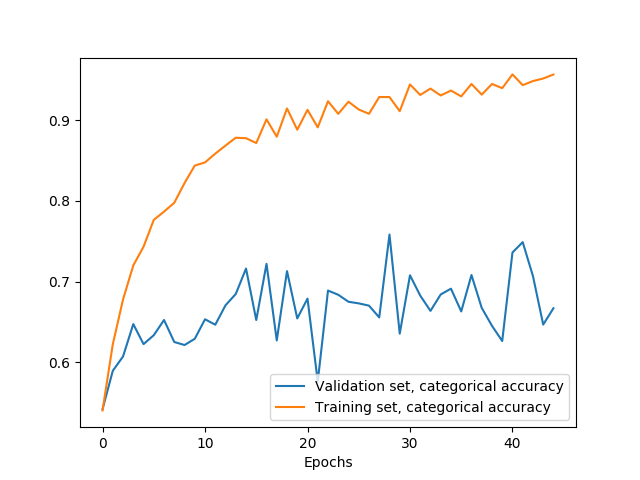 0.9
0.8
0.7
0.6
Validation set, categorical accuracy
Training set, categorical accuracy
0 10 20 30 40
Epochs